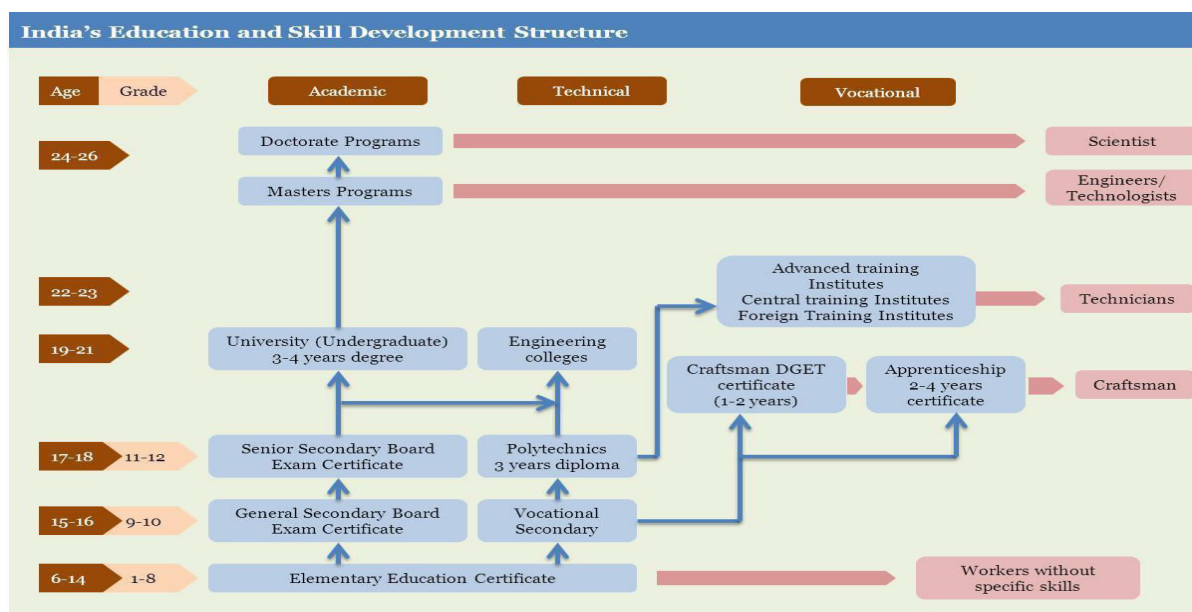 India's Education and Skill Development Structure
Age
Grade
Academic
Technical
Vocational
24-26
Doctorate Programs
Scientist
Masters Programs
Engineers/
Technologists
22-23
Advanced training
Institutes
Central training Institutes
Foreign Training Institutes
Technicians
19-21
University (Undergraduate)
3-4 years degree
Engineering
colleges
Craftsman DGET
certificate
(1-2 years)
Apprenticeship
2-4 years
certificate
Craftsman
17-18
11-12
Senior Secondary Board
Exam Certificate
Polytechnics
3 years diploma
15-16
9-10
General Secondary Board
Exam Certificate
Vocational
Secondary
6-14
1-8
Elementary Education Certificate
Workers without
specific skills